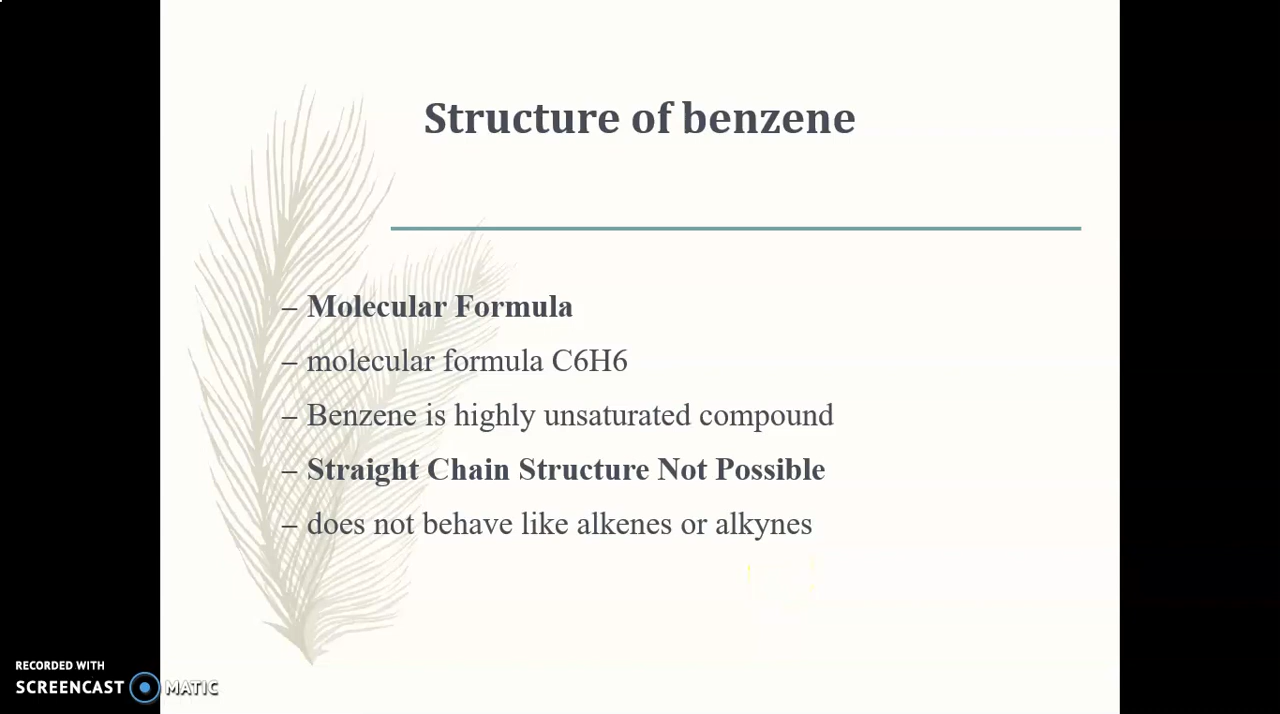 Structure of benzene
– Molecular Formula
– molecular formula C6H6
– Benzene is highly unsaturated compound
– Straight Chain Structure Not Possible
– does not behave like alkenes or alkynes
RECORDED WITH
SCREENCAST MATIC